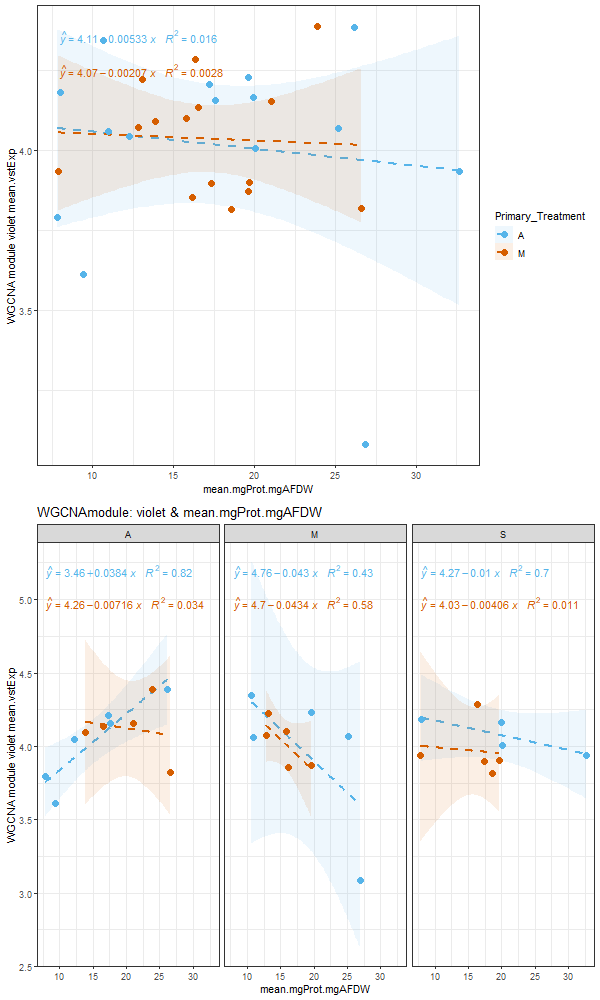 ŷ = 4.11−0.00533 x R² = 0.016
ŷ = 4.07−0.00207 x R² = 0.0028
4.0
3.5
WGCNA module violet mean.vstExp
10 15 20 25 30
mean.mgProt.mgAFDW
Primary_Treatment
A
M
WGCNAmodule: violet & mean.mgProt.mgAFDW
A M S
ŷ = 3.46+0.0384 x R² = 0.82 ŷ = 4.76−0.043 x R² = 0.43 ŷ = 4.27−0.01 x R² = 0.7
ŷ = 4.26−0.00716 x R² = 0.034 ŷ = 4.7−0.0434 x R² = 0.58 ŷ = 4.03−0.00406 x R² = 0.011
5.0
4.5
4.0
3.5
3.0
2.5
WGCNA module violet mean.vstExp
10 15 20 25 30 10 15 20 25 30 10 15 20 25 30
mean.mgProt.mgAFDW